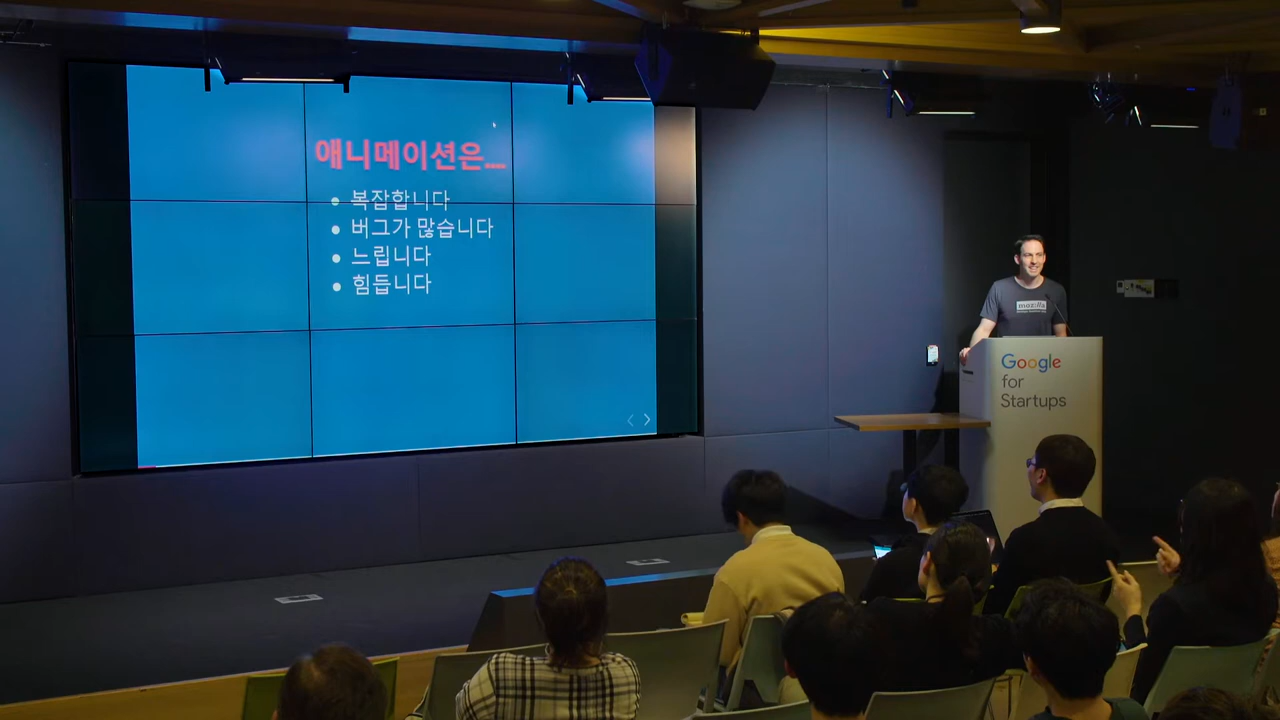 애니메이션은...
복잡합니다
버그가 많습니다
느립니다
힘듭니다
moz://a
Google
for
Startups